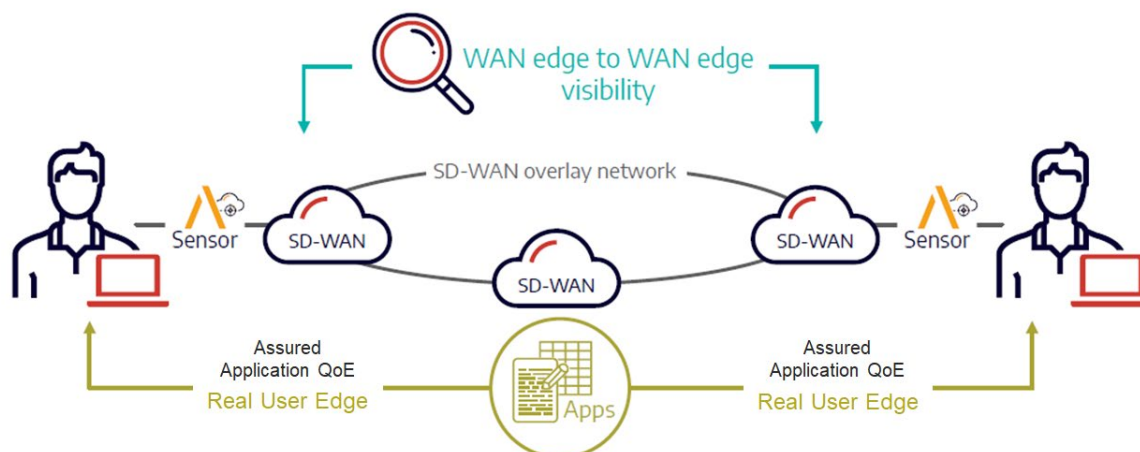 WAN edge to WAN edge
visibility
SD-WAN overlay network
Sensor
SD-WAN
SD-WAN
SD-WAN
Sensor
Assured
Application QoE
Real User Edge
Apps
Assured
Application QoE
Real User Edge